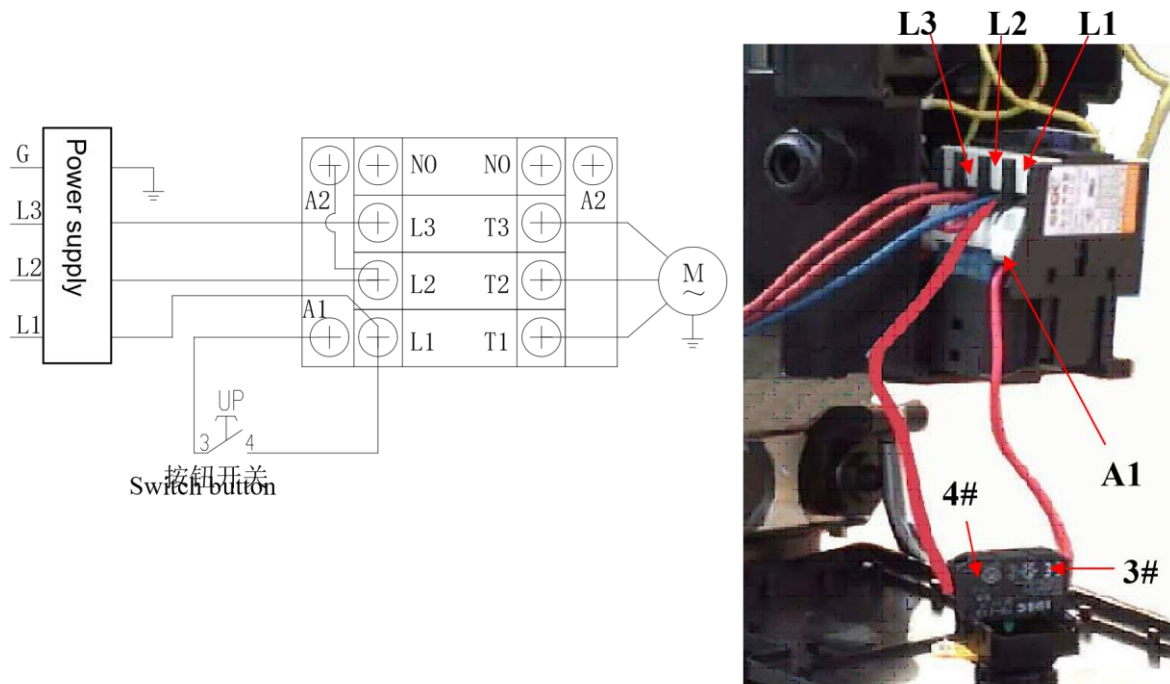 L3 L2 L1
G
L3
L2
L1
Power supply
A2
A1
NO
L3
L2
L1
NO
T3
T2
T1
A2
M
~
UP
3 4
按钮开关
Switch button
A1
4#
3#